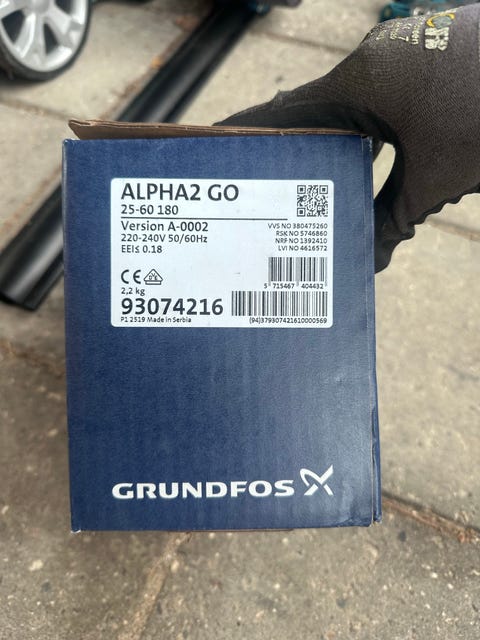 ALPHA2 GO
25-60 180
Version A-0002
220-240V 50/60Hz
EEI≤ 0.18
VVS NO 380475260
RSK NO 5746860
NRF NO 1392410
LVI NO 4616572
CE
2,2 kg
5 715467 404432
93074216
P1 2519 Made in Serbia
(94)379307421610000569
GRUNDFOS